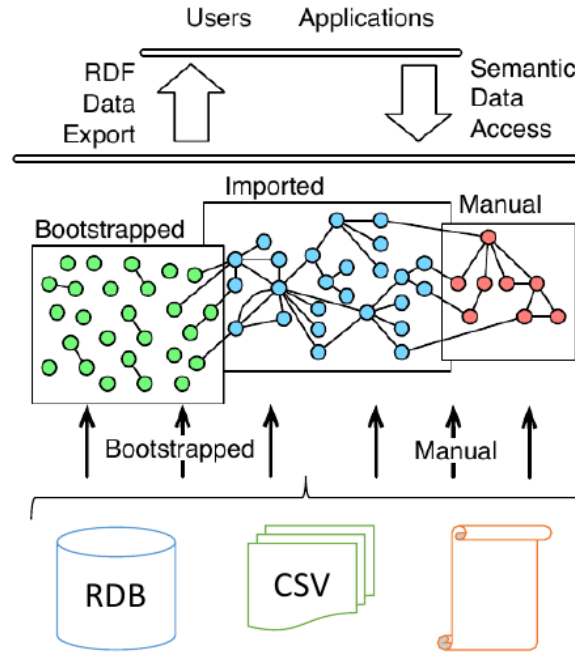 Users Applications
RDF
Data
Export
Semantic
Data
Access
Imported
Bootstrapped
Manual
Bootstrapped
Manual
RDB
CSV